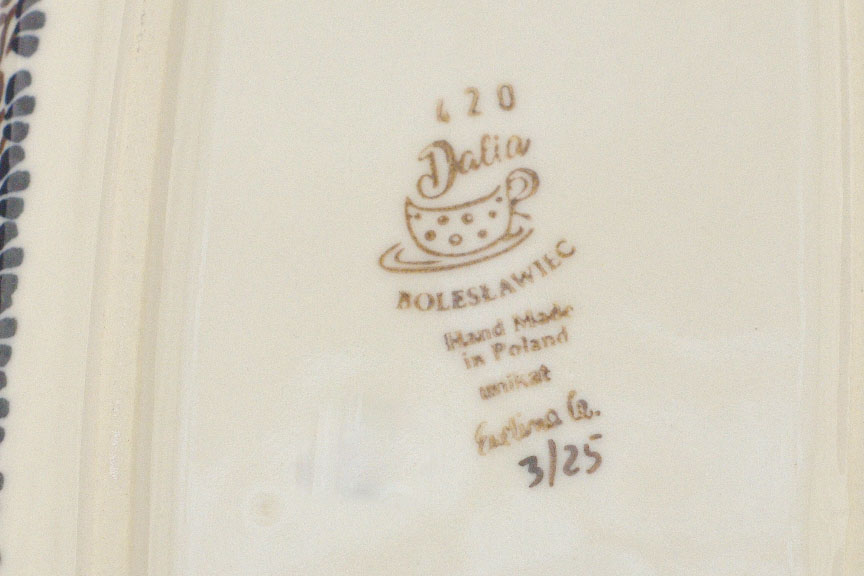 420
Dalia
BOLESŁAWIEC
Hand Made
in Poland
unikat
3/25